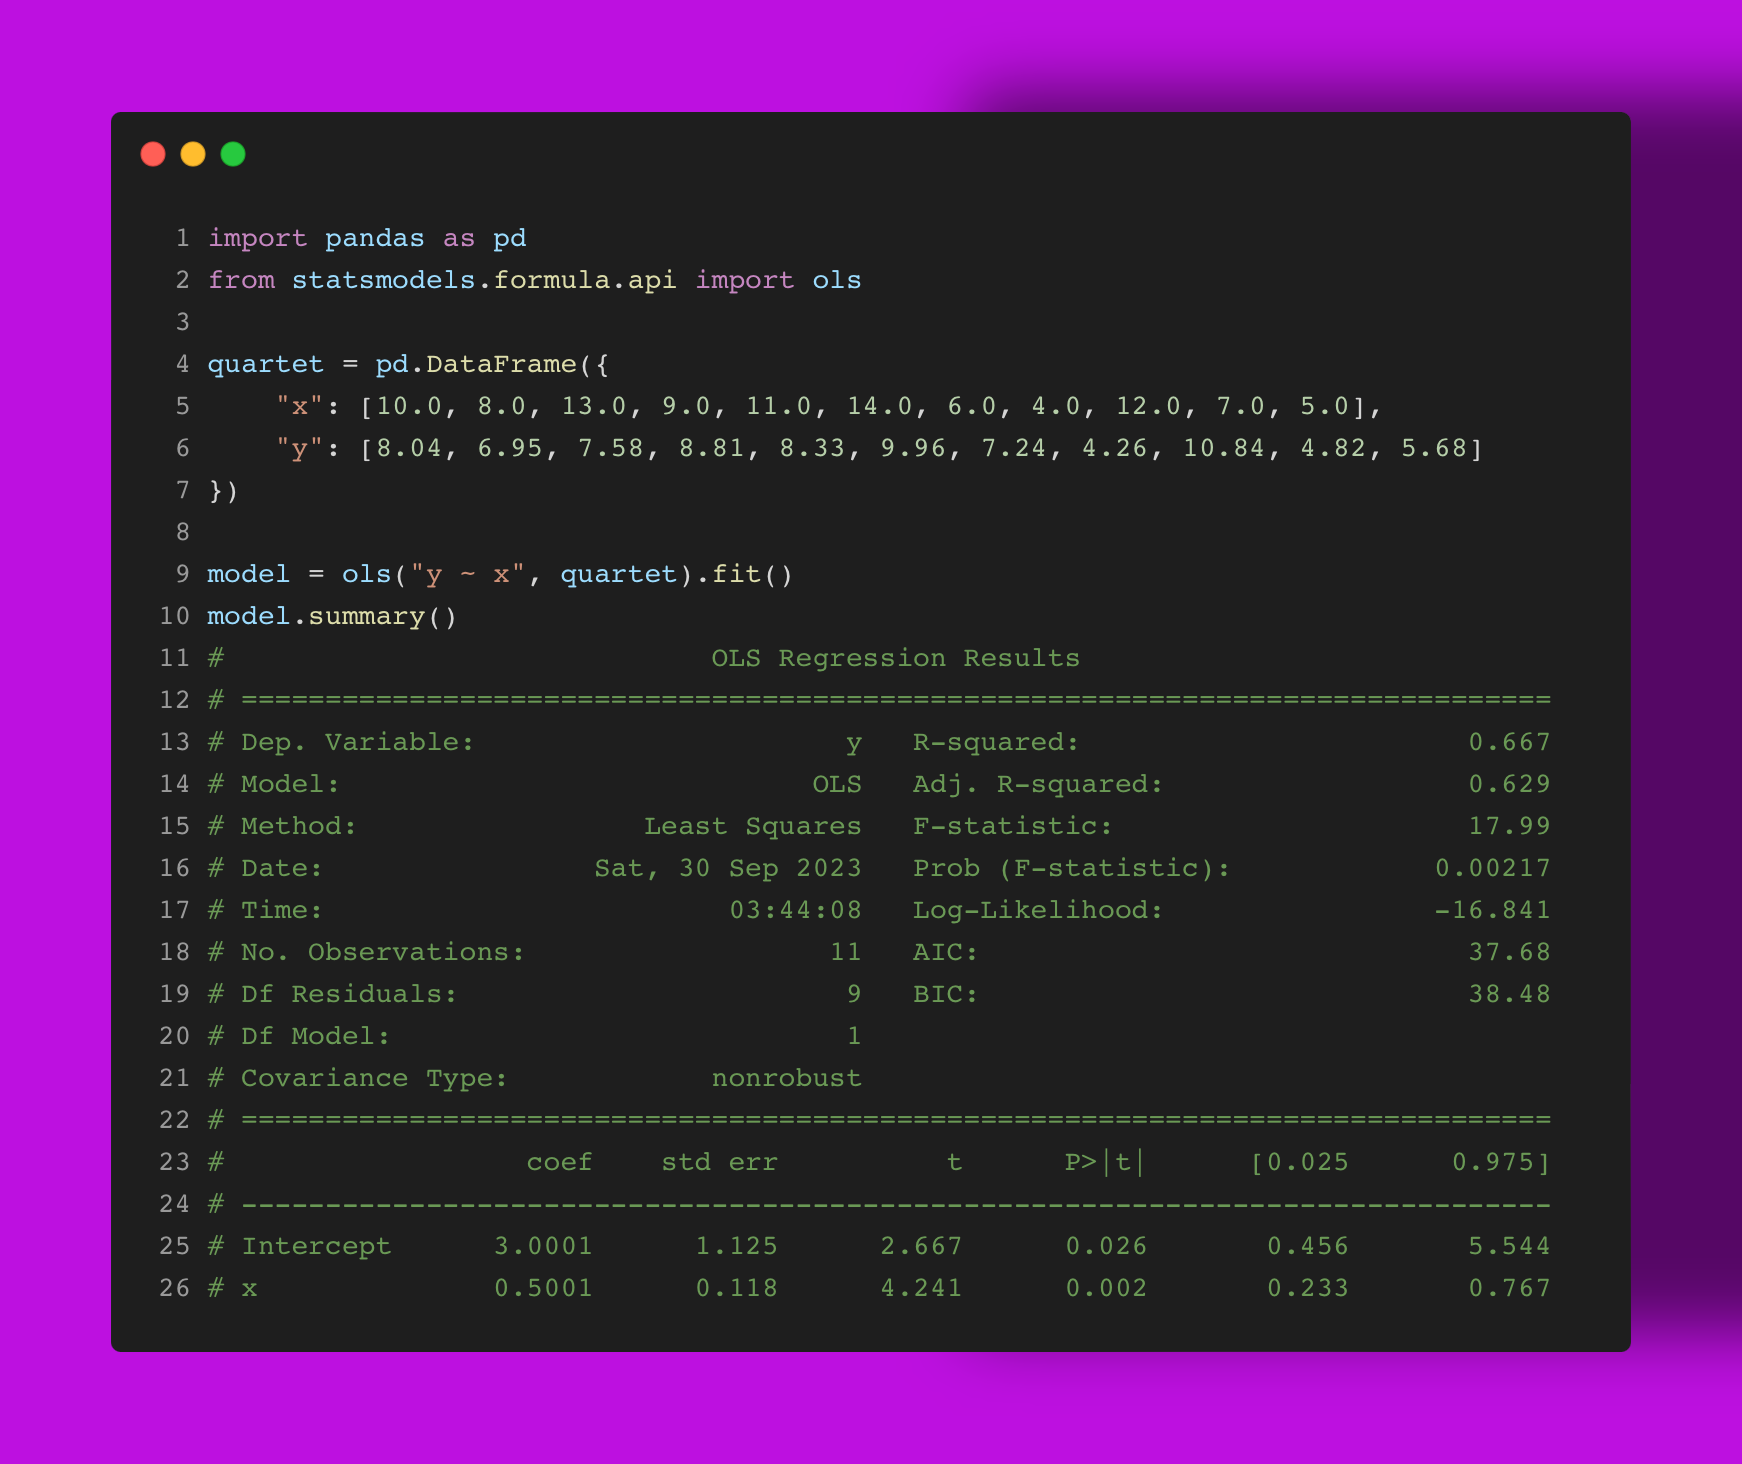 1 import pandas as pd
2 from statsmodels.formula.api import ols
3
4 quartet = pd.DataFrame({
5     "x": [10.0, 8.0, 13.0, 9.0, 11.0, 14.0, 6.0, 4.0, 12.0, 7.0, 5.0],
6     "y": [8.04, 6.95, 7.58, 8.81, 8.33, 9.96, 7.24, 4.26, 10.84, 4.82, 5.68]
7 })
8
9 model = ols("y ~ x", quartet).fit()
10 model.summary()
11 #                             OLS Regression Results
12 # ==============================================================================
13 # Dep. Variable:                      y   R-squared:                       0.667
14 # Model:                            OLS   Adj. R-squared:                  0.629
15 # Method:                 Least Squares   F-statistic:                     17.99
16 # Date:                Sat, 30 Sep 2023   Prob (F-statistic):            0.00217
17 # Time:                        03:44:08   Log-Likelihood:                -16.841
18 # No. Observations:                  11   AIC:                             37.68
19 # Df Residuals:                       9   BIC:                             38.48
20 # Df Model:                           1
21 # Covariance Type:            nonrobust
22 # ==============================================================================
23 #                  coef    std err          t      P>|t|      [0.025      0.975]
24 # ------------------------------------------------------------------------------
25 # Intercept      3.0001      1.125      2.667      0.026       0.456       5.544
26 # x              0.5001      0.118      4.241      0.002       0.233       0.767